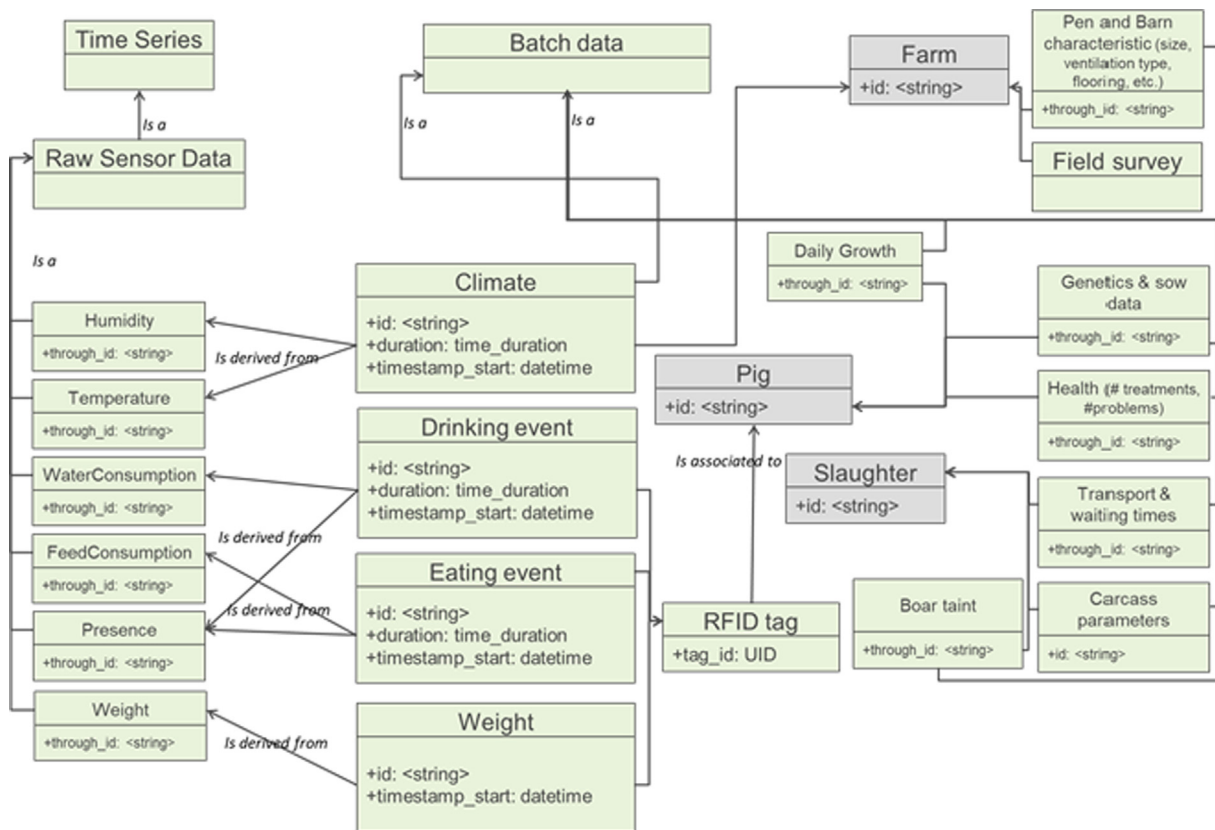 Time Series
Is a
Raw Sensor Data
Is a
Humidity
+through_id: <string>
Temperature
+through_id: <string>
WaterConsumption
+through_id: <string>
FeedConsumption
+through_id: <string>
Presence
+through_id: <string>
Weight
+through_id: <string>
Is derived from
Is derived from
Is derived from
Is derived from
Batch data
Is a
Is a
Climate
+id: <string>
+duration: time_duration
+timestamp_start: datetime
Drinking event
+id: <string>
+duration: time_duration
+timestamp_start: datetime
Eating event
+id: <string>
+duration: time_duration
+timestamp_start: datetime
Weight
+id: <string>
+timestamp_start: datetime
Farm
+id: <string>
Pen and Barn
characteristic (size,
ventilation type,
flooring, etc.)
+through_id: <string>
Field survey
Daily Growth
+through_id: <string>
Genetics & sow
data
+through_id: <string>
Pig
+id: <string>
Health (# treatments,
#problems)
+through_id: <string>
Is associated to
Slaughter
+id: <string>
Transport &
waiting times
+through_id: <string>
RFID tag
+tag_id: UID
Boar taint
+through_id: <string>
Carcass
parameters
+id: <string>